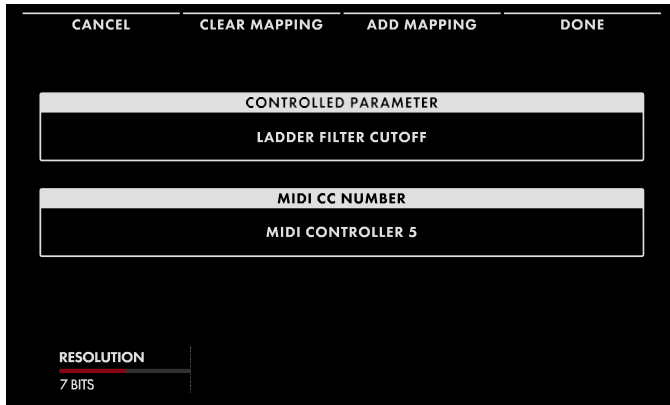 CANCEL CLEAR MAPPING ADD MAPPING DONE
CONTROLLED PARAMETER
LADDER FILTER CUTOFF
MIDI CC NUMBER
MIDI CONTROLLER 5
RESOLUTION
7 BITS